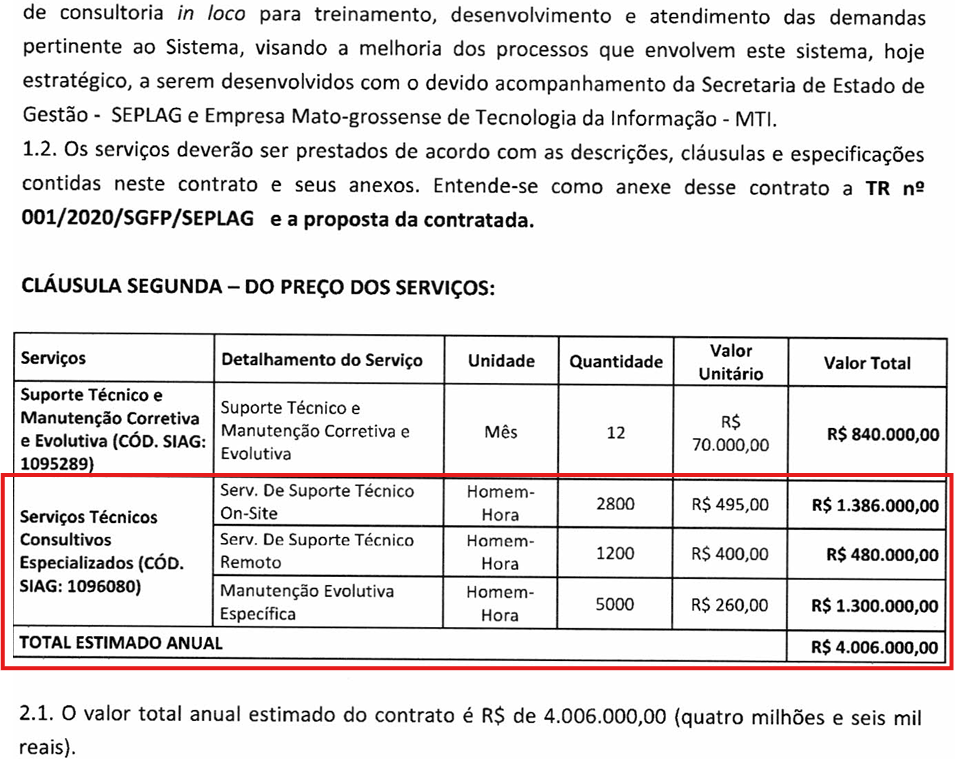 de consultoria in loco para treinamento, desenvolvimento e atendimento das demandas
pertinente ao Sistema, visando a melhoria dos processos que envolvem este sistema, hoje
estratégico, a serem desenvolvidos com o devido acompanhamento da Secretaria de Estado de
Gestão - SEPLAG e Empresa Mato-grossense de Tecnologia da Informação - MTI.
1.2. Os serviços deverão ser prestados de acordo com as descrições, cláusulas e especificações
contidas neste contrato e seus anexos. Entende-se como anexe desse contrato a TR nº
001/2020/SGFP/SEPLAG e a proposta da contratada.
CLÁUSULA SEGUNDA – DO PREÇO DOS SERVIÇOS:
Serviços Detalhamento do Serviço Unidade Quantidade Valor Unitário Valor Total
Suporte Técnico e
Manutenção Corretiva
e Evolutiva (CÓD. SIAG:
1095289)
Suporte Técnico e
Manutenção Corretiva e
Evolutiva
Mês
12
R$
70.000,00
R$ 840.000,00
Serviços Técnicos
Consultivos
Especializados (CÓD.
SIAG: 1096080)
Serv. De Suporte Técnico
On-Site
Homem-
Hora
2800
R$ 495,00
R$ 1.386.000,00
Serv. De Suporte Técnico
Remoto
Homem-
Hora
1200
R$ 400,00
R$ 480.000,00
Manutenção Evolutiva
Específica
Homem-
Hora
5000
R$ 260,00
R$ 1.300.000,00
TOTAL ESTIMADO ANUAL
R$ 4.006.000,00
2.1. O valor total anual estimado do contrato é R$ de 4.006.000,00 (quatro milhões e seis mil
reais).